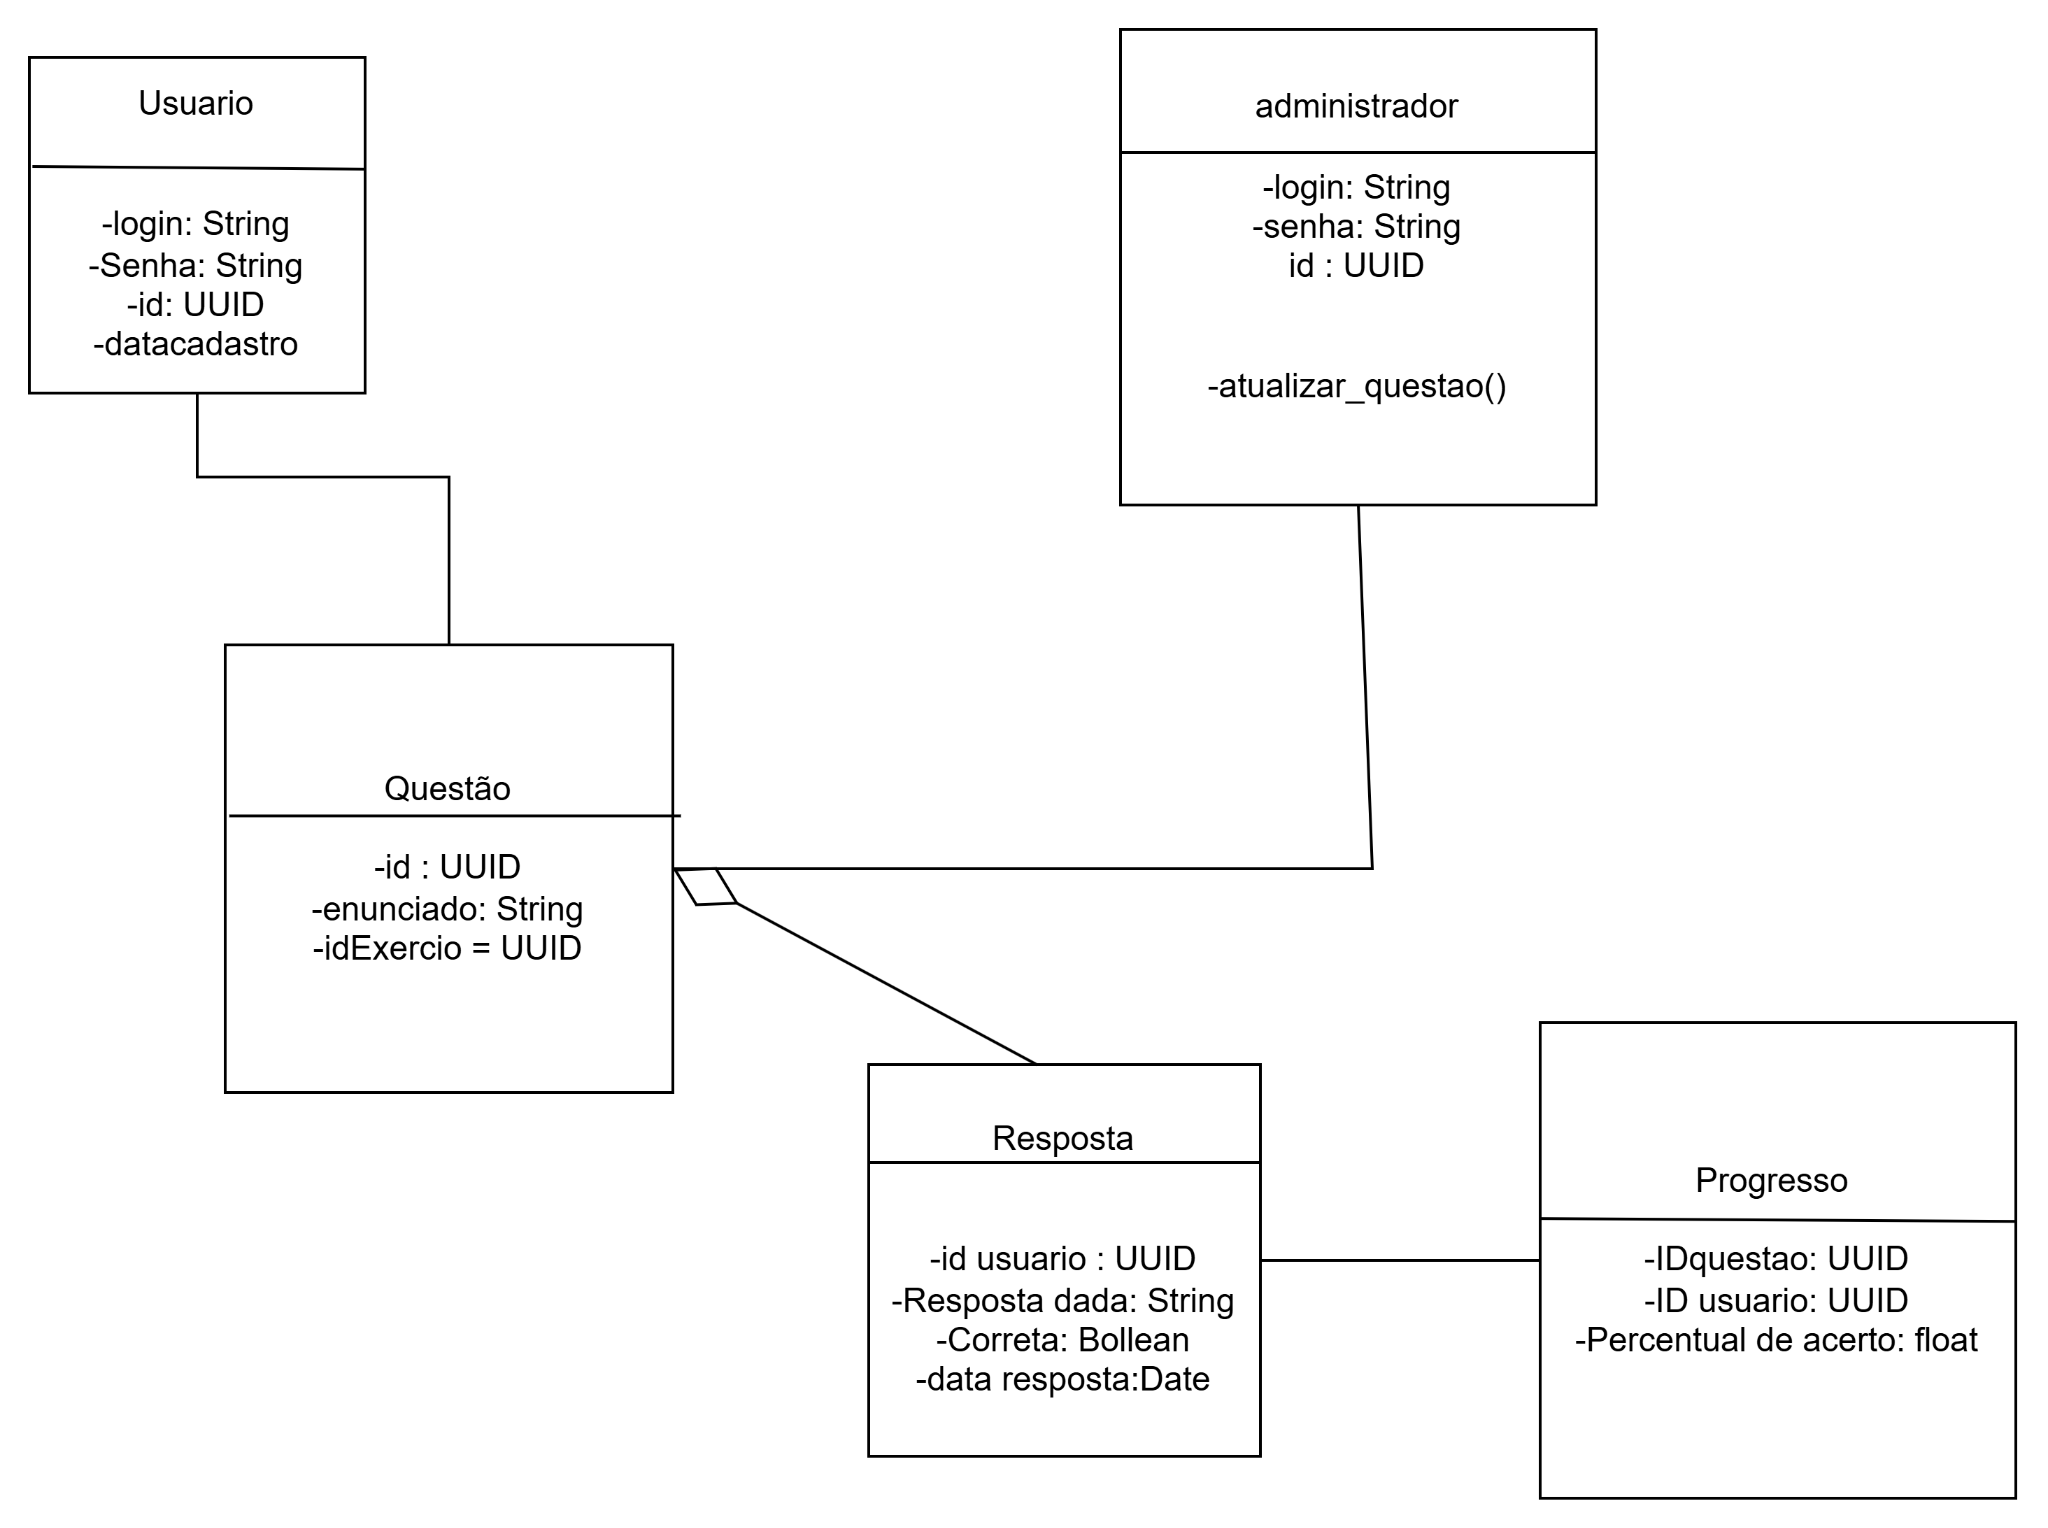 Usuario
-login: String
-Senha: String
-id: UUID
-datacadastro
administrador
-login: String
-senha: String
id : UUID
-atualizar_questao()
Questão
-id : UUID
-enunciado: String
-idExercio = UUID
Resposta
-id usuario : UUID
-Resposta dada: String
-Correta: Bollean
-data resposta:Date
Progresso
-IDquestao: UUID
-ID usuario: UUID
-Percentual de acerto: float